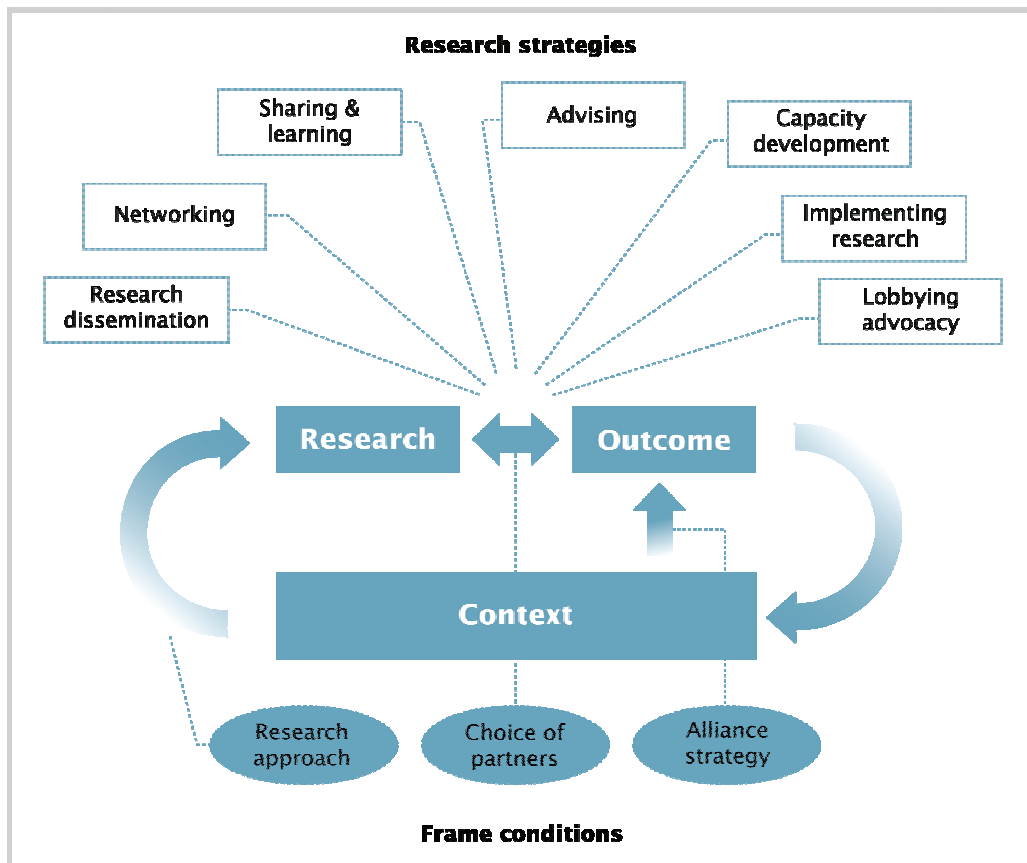 Research strategies
Sharing &
learning
Advising
Capacity
development
Networking
Implementing
research
Research
dissemination
Lobbying
advocacy
Research
Outcome
Context
Research
approach
Choice of
partners
Alliance
strategy
Frame conditions